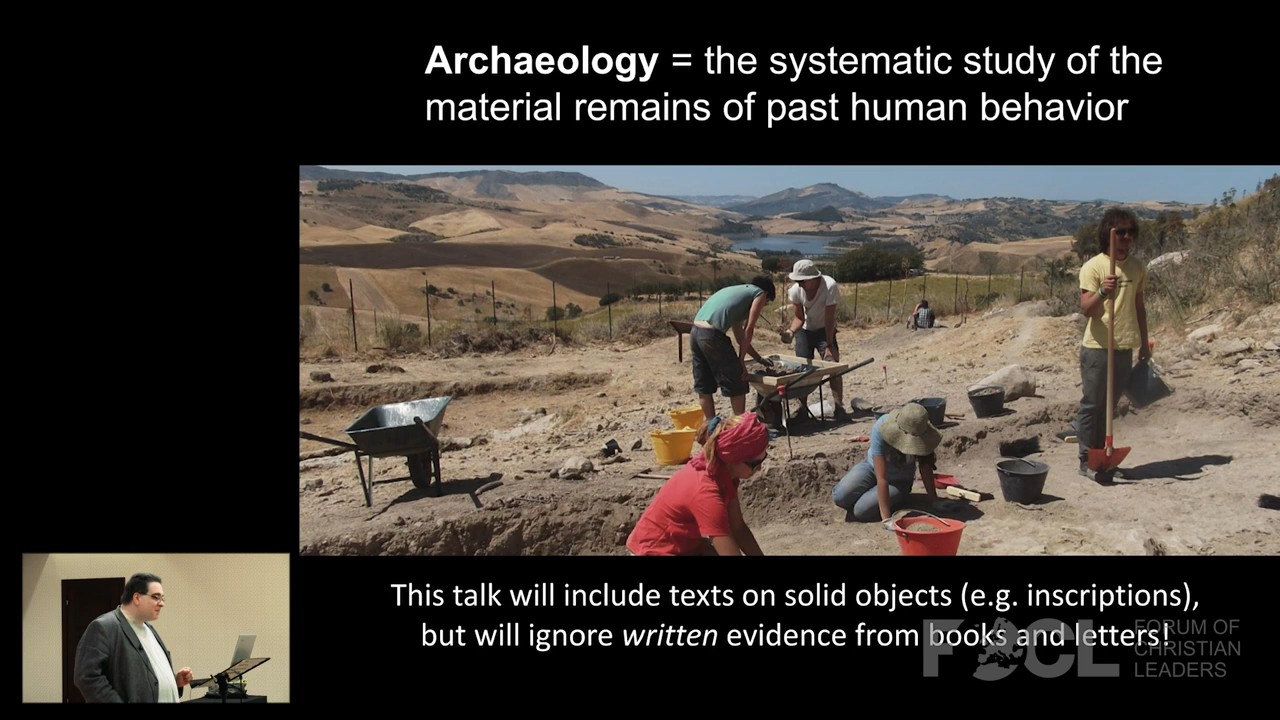 Archaeology = the systematic study of the
material remains of past human behavior
This talk will include texts on solid objects (e.g. inscriptions),
but will ignore written evidence from books and letters!
FOCL
FORUM OF
CHRISTIAN
LEADERS